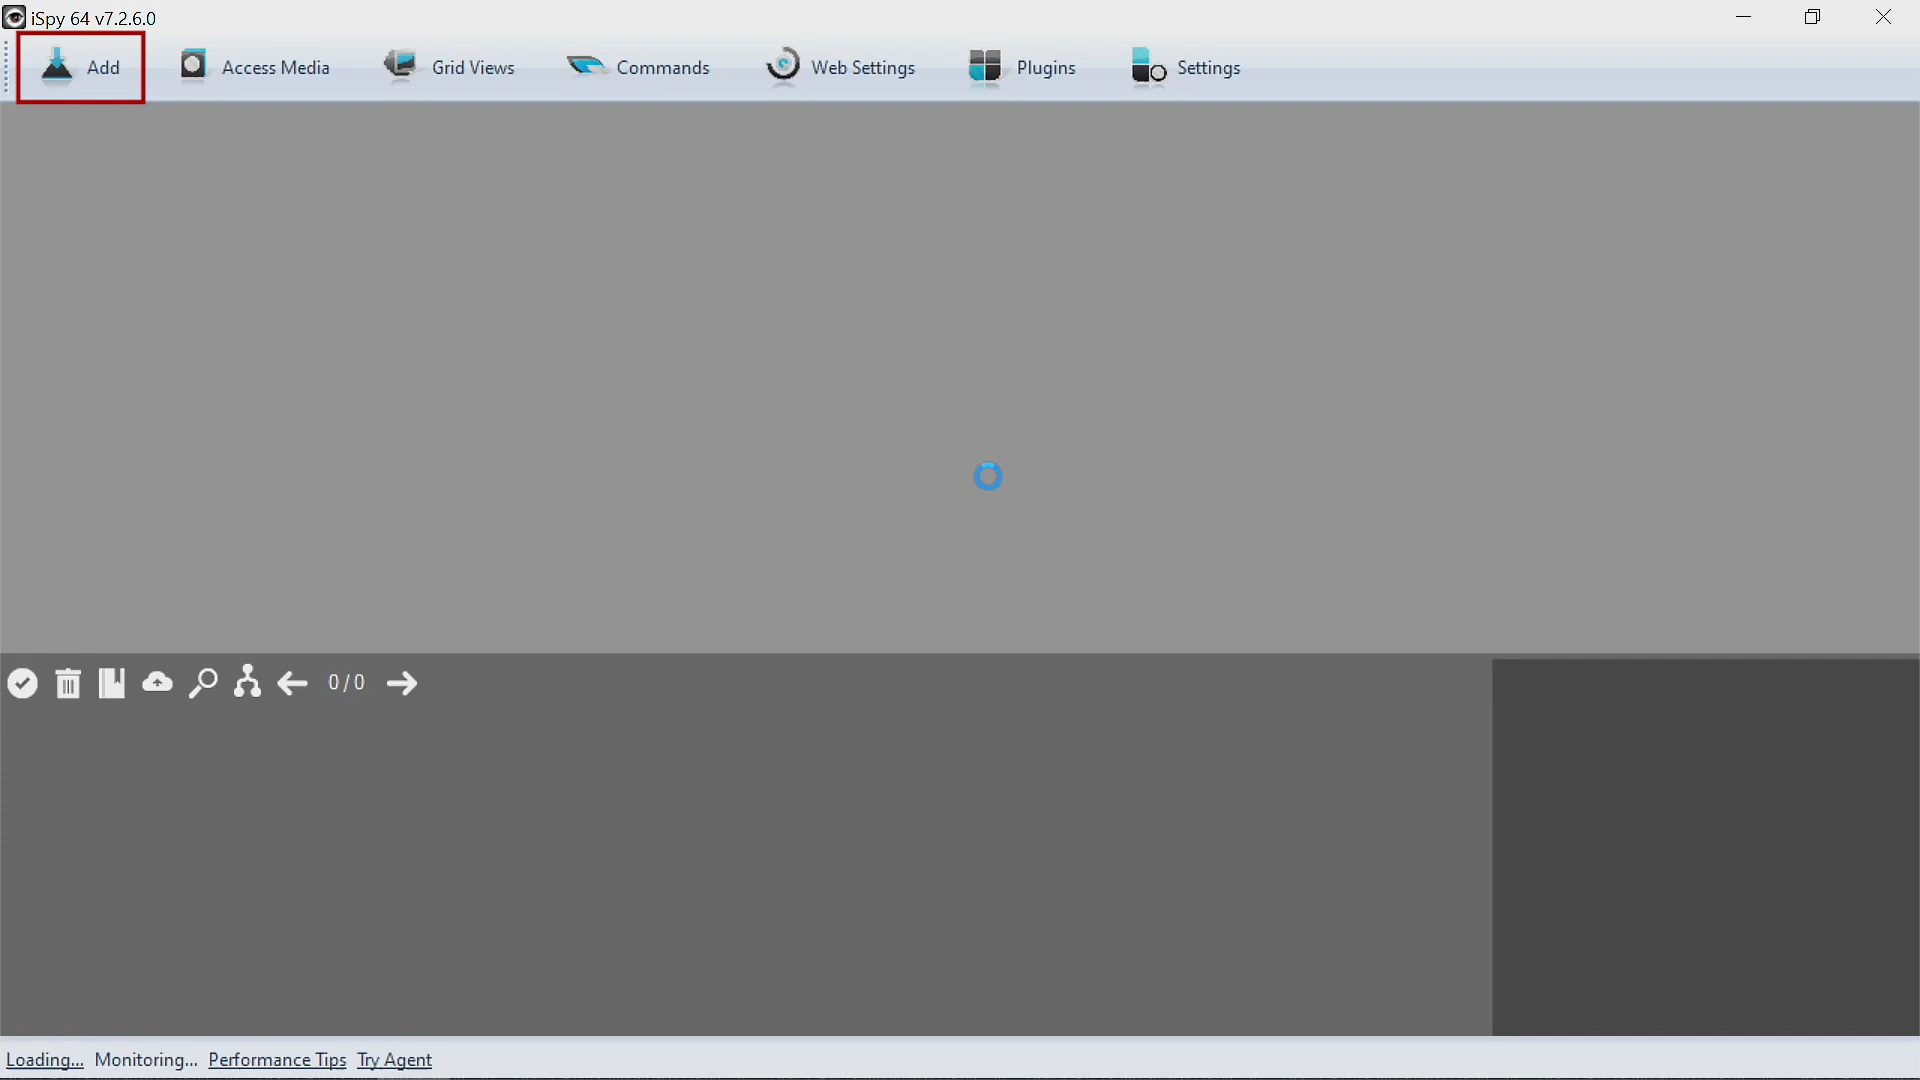 iSpy 64 v7.2.6.0
Add Access Media Grid Views Commands Web Settings Plugins Settings
0 / 0
Loading... Monitoring... Performance Tips Try Agent